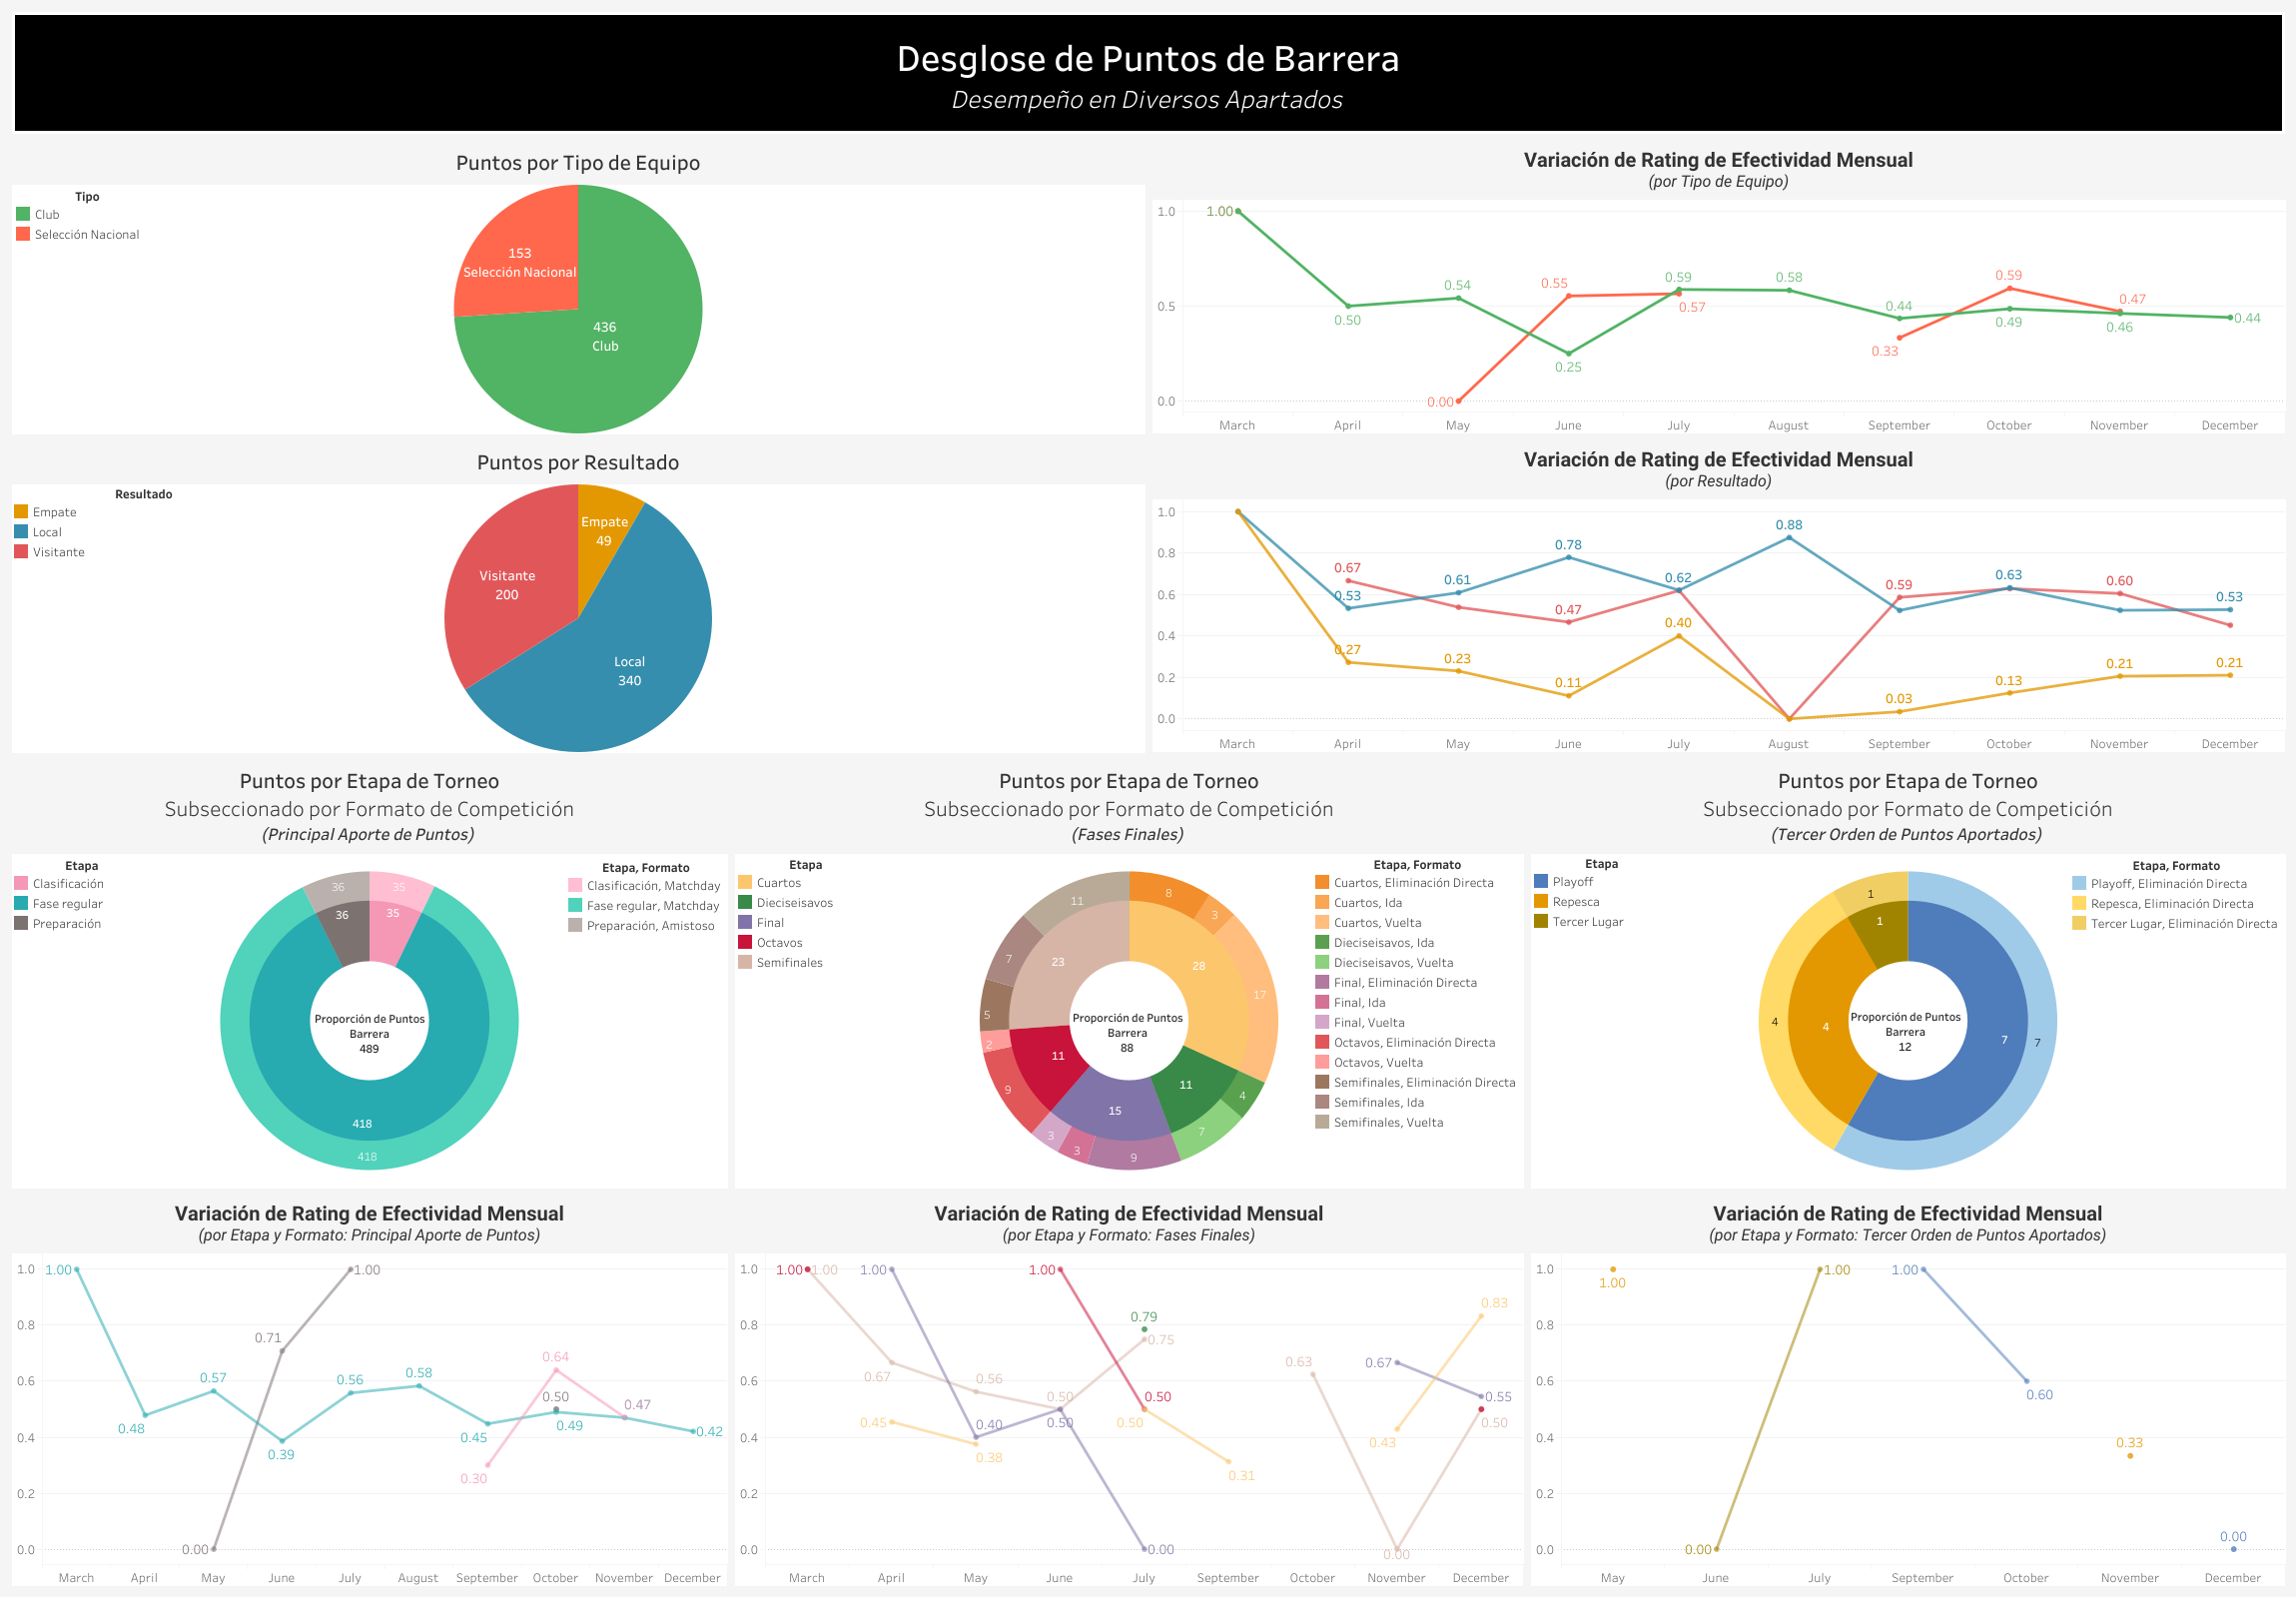 Desglose de Puntos de Barrera
Desempeño en Diversos Apartados
Puntos por Tipo de Equipo
Tipo
Club
Selección Nacional
153
Selección Nacional
436
Club
Variación de Rating de Efectividad Mensual
(por Tipo de Equipo)
1.0
0.5
0.0
1.00
0.50
0.54
0.00
0.55
0.25
0.59
0.57
0.58
0.44
0.33
0.59
0.49
0.47
0.46
0.44
March April May June July August September October November December
Puntos por Resultado
Resultado
Empate
Local
Visitante
Empate
49
Visitante
200
Local
340
Variación de Rating de Efectividad Mensual
(por Resultado)
1.0
0.8
0.6
0.4
0.2
0.0
0.67
0.53
0.27
0.61
0.23
0.78
0.47
0.11
0.62
0.40
0.88
0.59
0.03
0.63
0.13
0.60
0.21
0.53
0.21
March April May June July August September October November December
Puntos por Etapa de Torneo
Subseccionado por Formato de Competición
(Principal Aporte de Puntos)
Etapa
Clasificación
Fase regular
Preparación
Etapa, Formato
Clasificación, Matchday
Fase regular, Matchday
Preparación, Amistoso
36
35
36
35
Proporción de Puntos
Barrera
489
418
418
Puntos por Etapa de Torneo
Subseccionado por Formato de Competición
(Fases Finales)
Etapa
Cuartos
Dieciseisavos
Final
Octavos
Semifinales
Etapa, Formato
Cuartos, Eliminación Directa
Cuartos, Ida
Cuartos, Vuelta
Dieciseisavos, Ida
Dieciseisavos, Vuelta
Final, Eliminación Directa
Final, Ida
Final, Vuelta
Octavos, Eliminación Directa
Octavos, Vuelta
Semifinales, Eliminación Directa
Semifinales, Ida
Semifinales, Vuelta
11
8
3
7
23
28
17
5
2
11
Proporción de Puntos
Barrera
88
9
11
4
15
7
3
3
9
Puntos por Etapa de Torneo
Subseccionado por Formato de Competición
(Tercer Orden de Puntos Aportados)
Etapa
Playoff
Repesca
Tercer Lugar
Etapa, Formato
Playoff, Eliminación Directa
Repesca, Eliminación Directa
Tercer Lugar, Eliminación Directa
1
1
4
4
Proporción de Puntos
Barrera
12
7
7
Variación de Rating de Efectividad Mensual
(por Etapa y Formato: Principal Aporte de Puntos)
1.0
0.8
0.6
0.4
0.2
0.0
1.00
0.48
0.57
0.00
0.71
0.39
1.00
0.56
0.58
0.45
0.30
0.64
0.50
0.49
0.47
0.42
March April May June July August September October November December
Variación de Rating de Efectividad Mensual
(por Etapa y Formato: Fases Finales)
1.0
0.8
0.6
0.4
0.2
0.0
1.00
1.00
1.00
0.67
0.45
0.56
0.40
0.38
1.00
0.50
0.50
0.79
0.75
0.50
0.50
0.00
0.31
0.63
0.67
0.43
0.00
0.83
0.55
0.50
March April May June July September October November December
Variación de Rating de Efectividad Mensual
(por Etapa y Formato: Tercer Orden de Puntos Aportados)
1.0
0.8
0.6
0.4
0.2
0.0
1.00
0.00
1.00
1.00
0.60
0.33
0.00
May June July September October November December